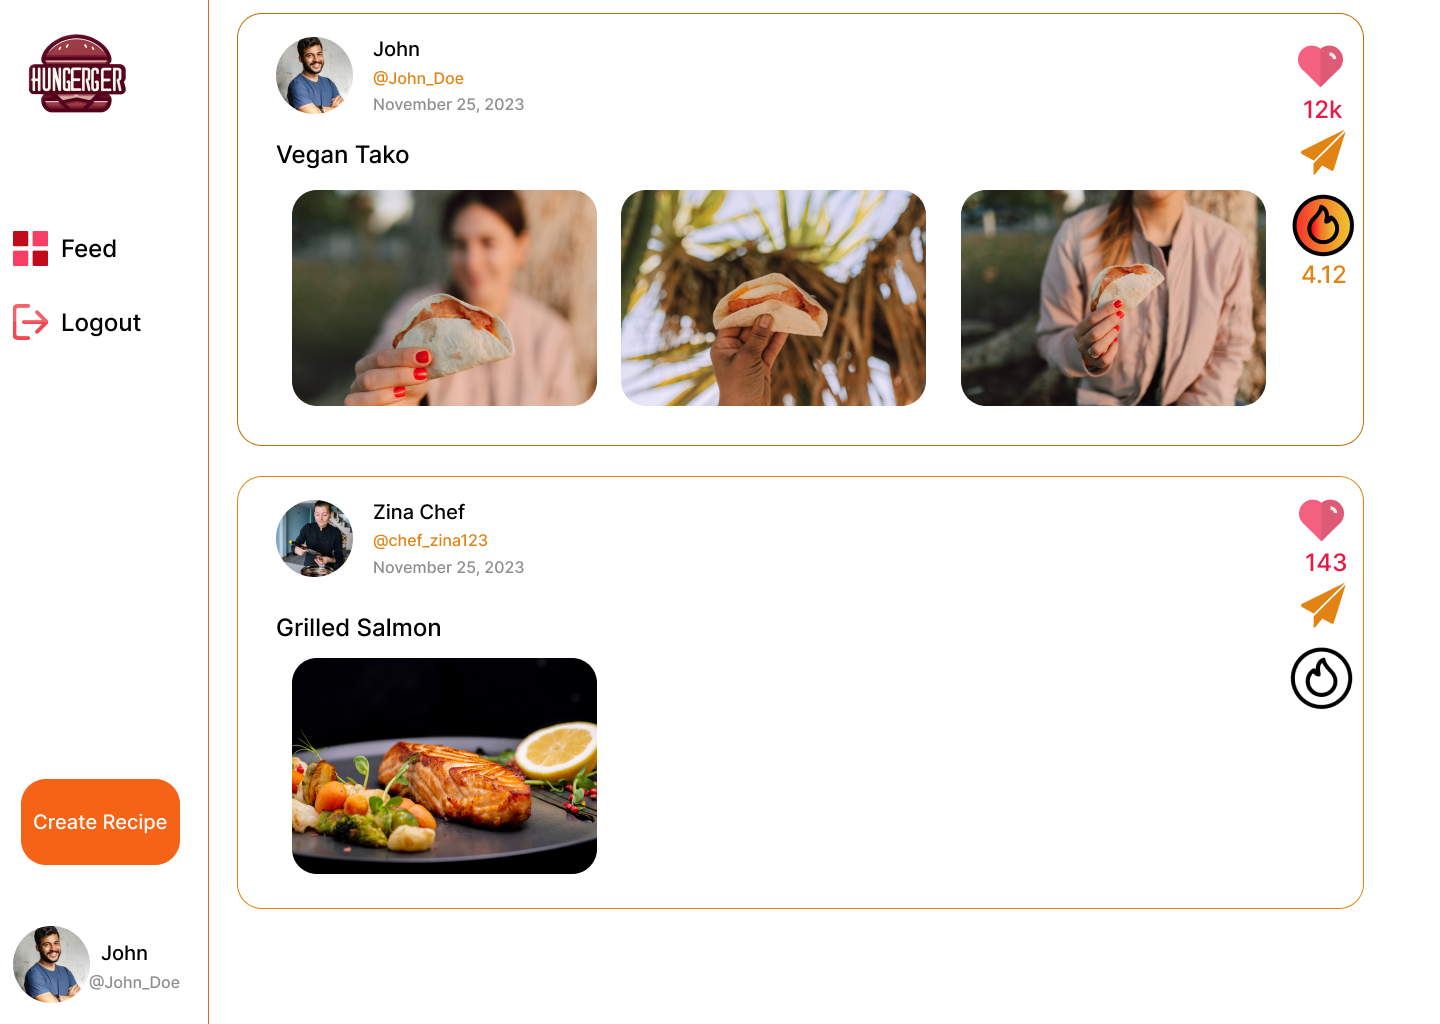 HUNGERGER
Feed
Logout
Create Recipe
John
@John_Doe
John
@John_Doe
November 25, 2023
Vegan Tako
12k
4.12
Zina Chef
@chef_zina123
November 25, 2023
Grilled Salmon
143